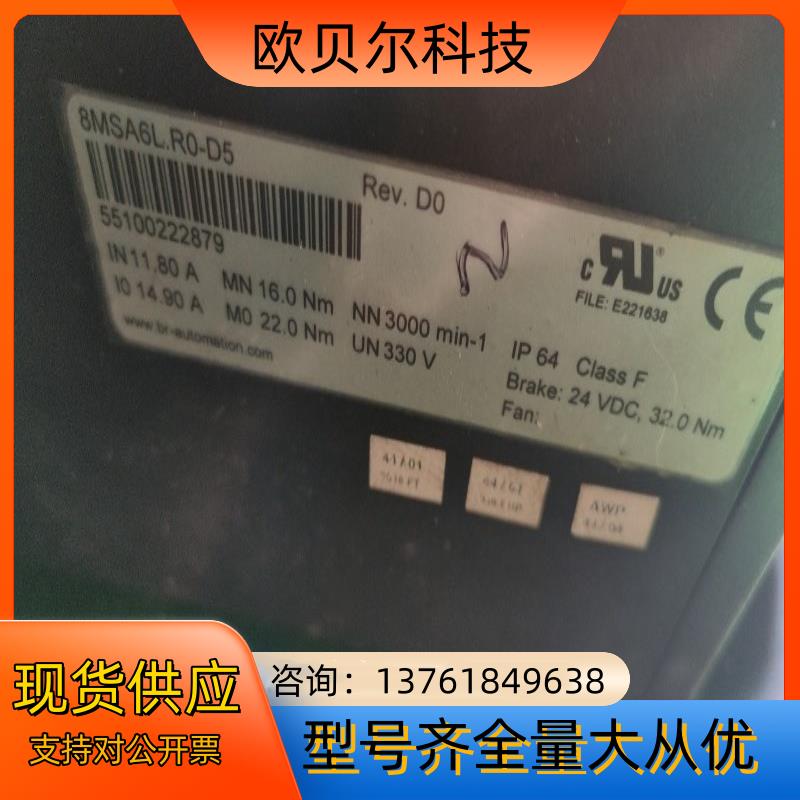 欧贝尔科技
8MSA6L.R0-D5
Rev. D0
55100222879
IN 11,80 A MN 16.0 Nm NN 3000 min-1 IP 64 Class F
I0 14.90 A M0 22.0 Nm UN 330 V Brake: 24 VDC, 32.0 Nm
www.br-automation.com Fan:
c RU US
FILE: E221638
CE
41/01
AWP
现货供应
支持对公开票
咨询：13761849638
型号齐全量大从优